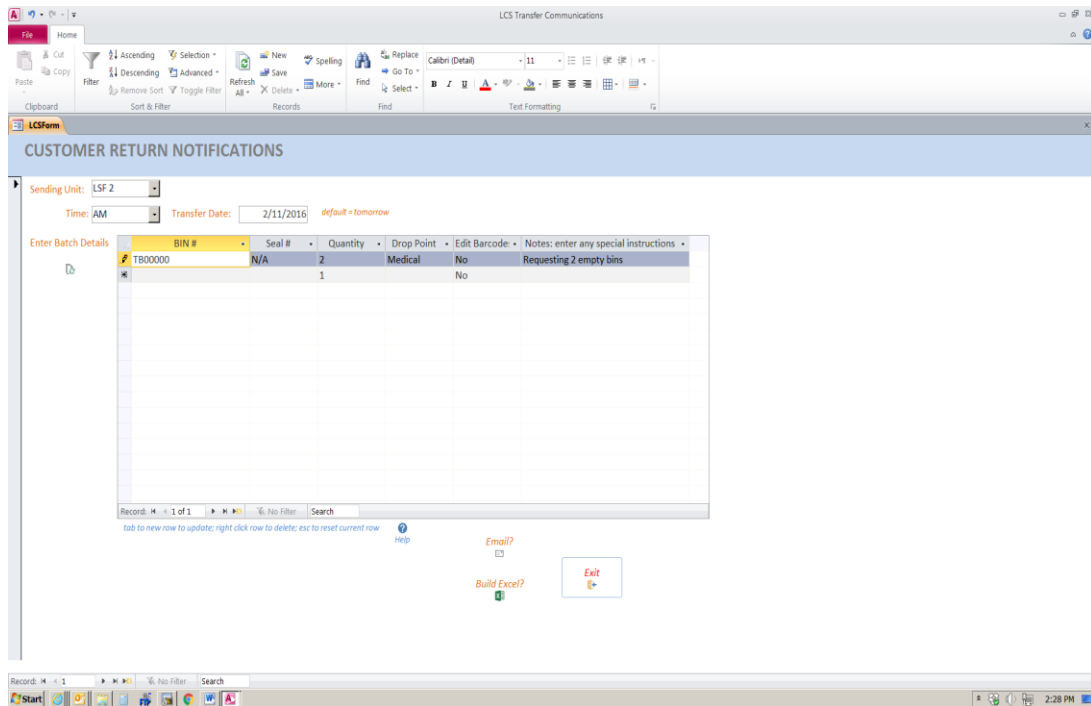 LCS Transfer Communications
File Home
Cut
Copy
Paste
Clipboard
Filter
Ascending
Descending
Remove Sort
Selection
Advanced
Toggle Filter
Sort & Filter
Refresh All
New
Save
Delete
Spelling
More
Records
Find
Replace
Go To
Select
Find
Calibri (Detail) 11
B I U A
Text Formatting
LCSForm
CUSTOMER RETURN NOTIFICATIONS
Sending Unit: LSF 2
Time: AM Transfer Date: 2/11/2016 default = tomorrow
Enter Batch Details
BIN # Seal # Quantity Drop Point Edit Barcode: Notes: enter any special instructions
TB00000 N/A 2 Medical No Requesting 2 empty bins
1 No
Record: 1 of 1 No Filter Search
tab to new row to update; right click row to delete; esc to reset current row
Help
Email?
Build Excel?
Exit
Record: 1 No Filter Search
Start 2:28 PM